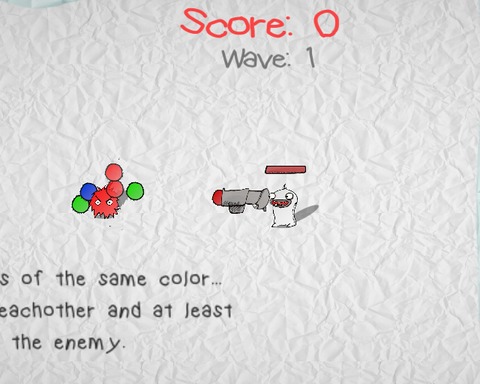 Score: 0
Wave: 1
s of the same color...
eachother and at least
the enemy.